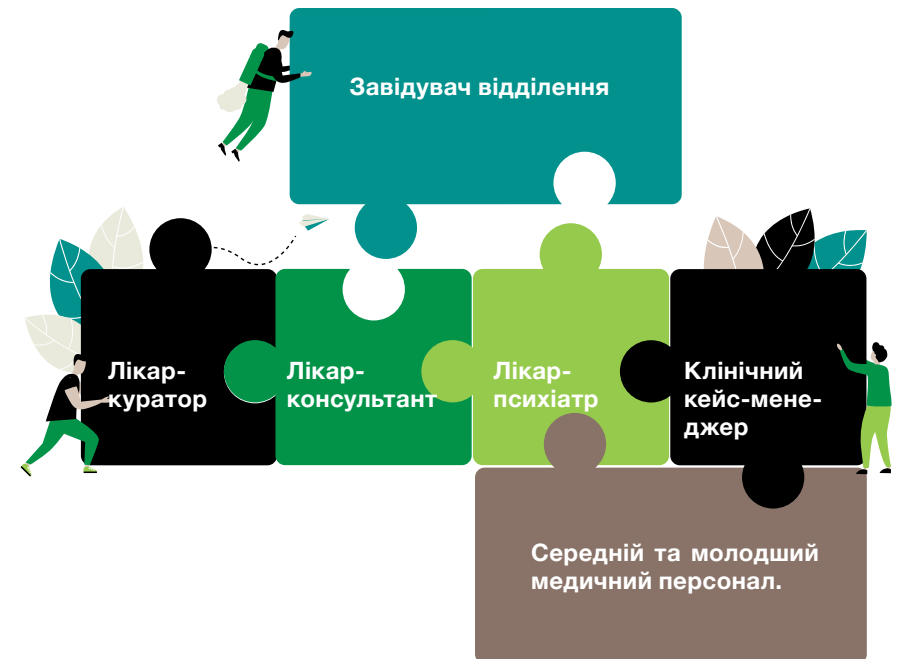 Завідувач відділення
Лікар-
куратор
Лікар-
консультант
Лікар-
психіатр
Клінічний
кейс-мене-
джер
Середній та молодший
медичний персонал.